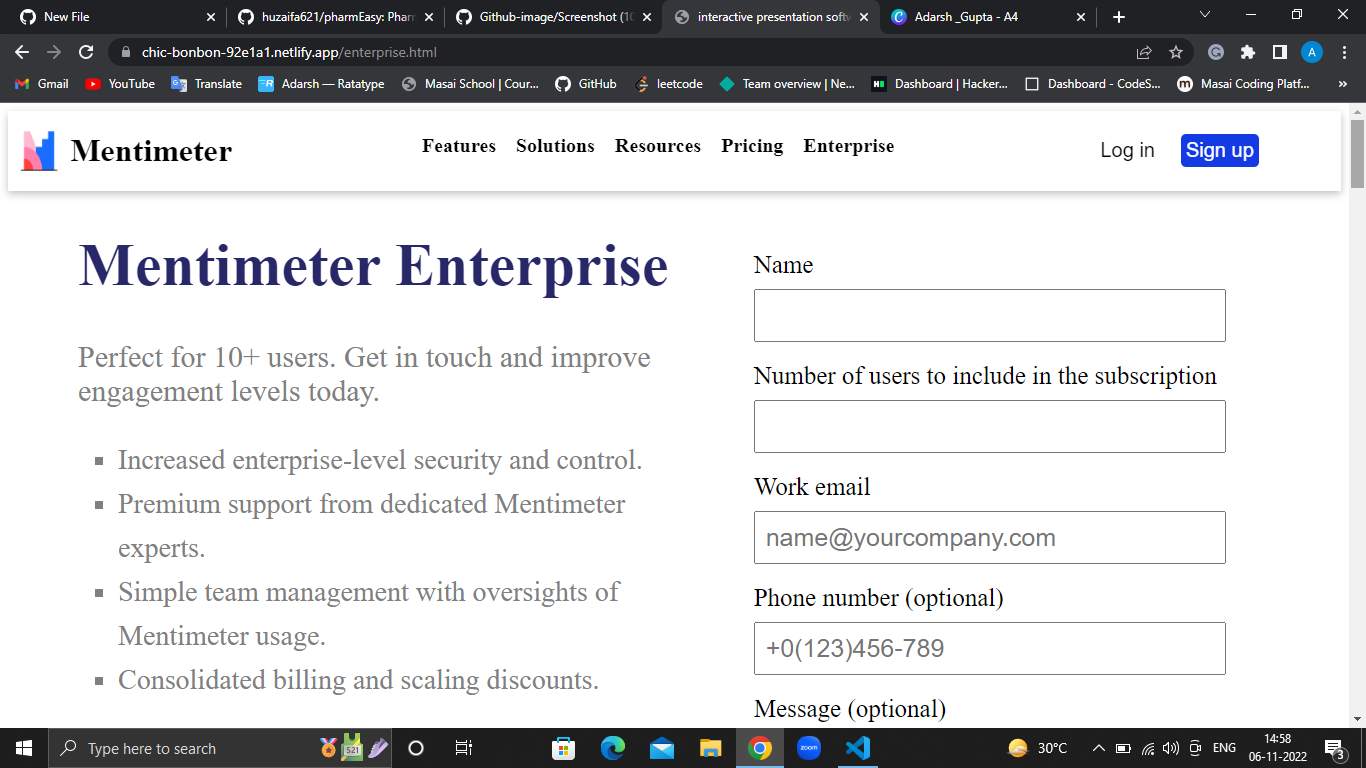 New File
huzaifa621/pharmEasy: Pharm
Github-image/Screenshot (10
interactive presentation softw
Adarsh _Gupta - A4
chic-bonbon-92e1a1.netlify.app/enterprise.html
Gmail
YouTube
Translate
Adarsh — Ratatype
Masai School | Cour...
GitHub
leetcode
Team overview | Ne...
Dashboard | Hacker...
Dashboard - CodeS...
Masai Coding Platf...
Mentimeter
Features
Solutions
Resources
Pricing
Enterprise
Log in
Sign up
Mentimeter Enterprise
Perfect for 10+ users. Get in touch and improve
engagement levels today.
Increased enterprise-level security and control.
Premium support from dedicated Mentimeter
experts.
Simple team management with oversights of
Mentimeter usage.
Consolidated billing and scaling discounts.
Name
Number of users to include in the subscription
Work email
name@yourcompany.com
Phone number (optional)
+0(123)456-789
Message (optional)
Type here to search
521
zoom
30°C
ENG
14:58
06-11-2022
3